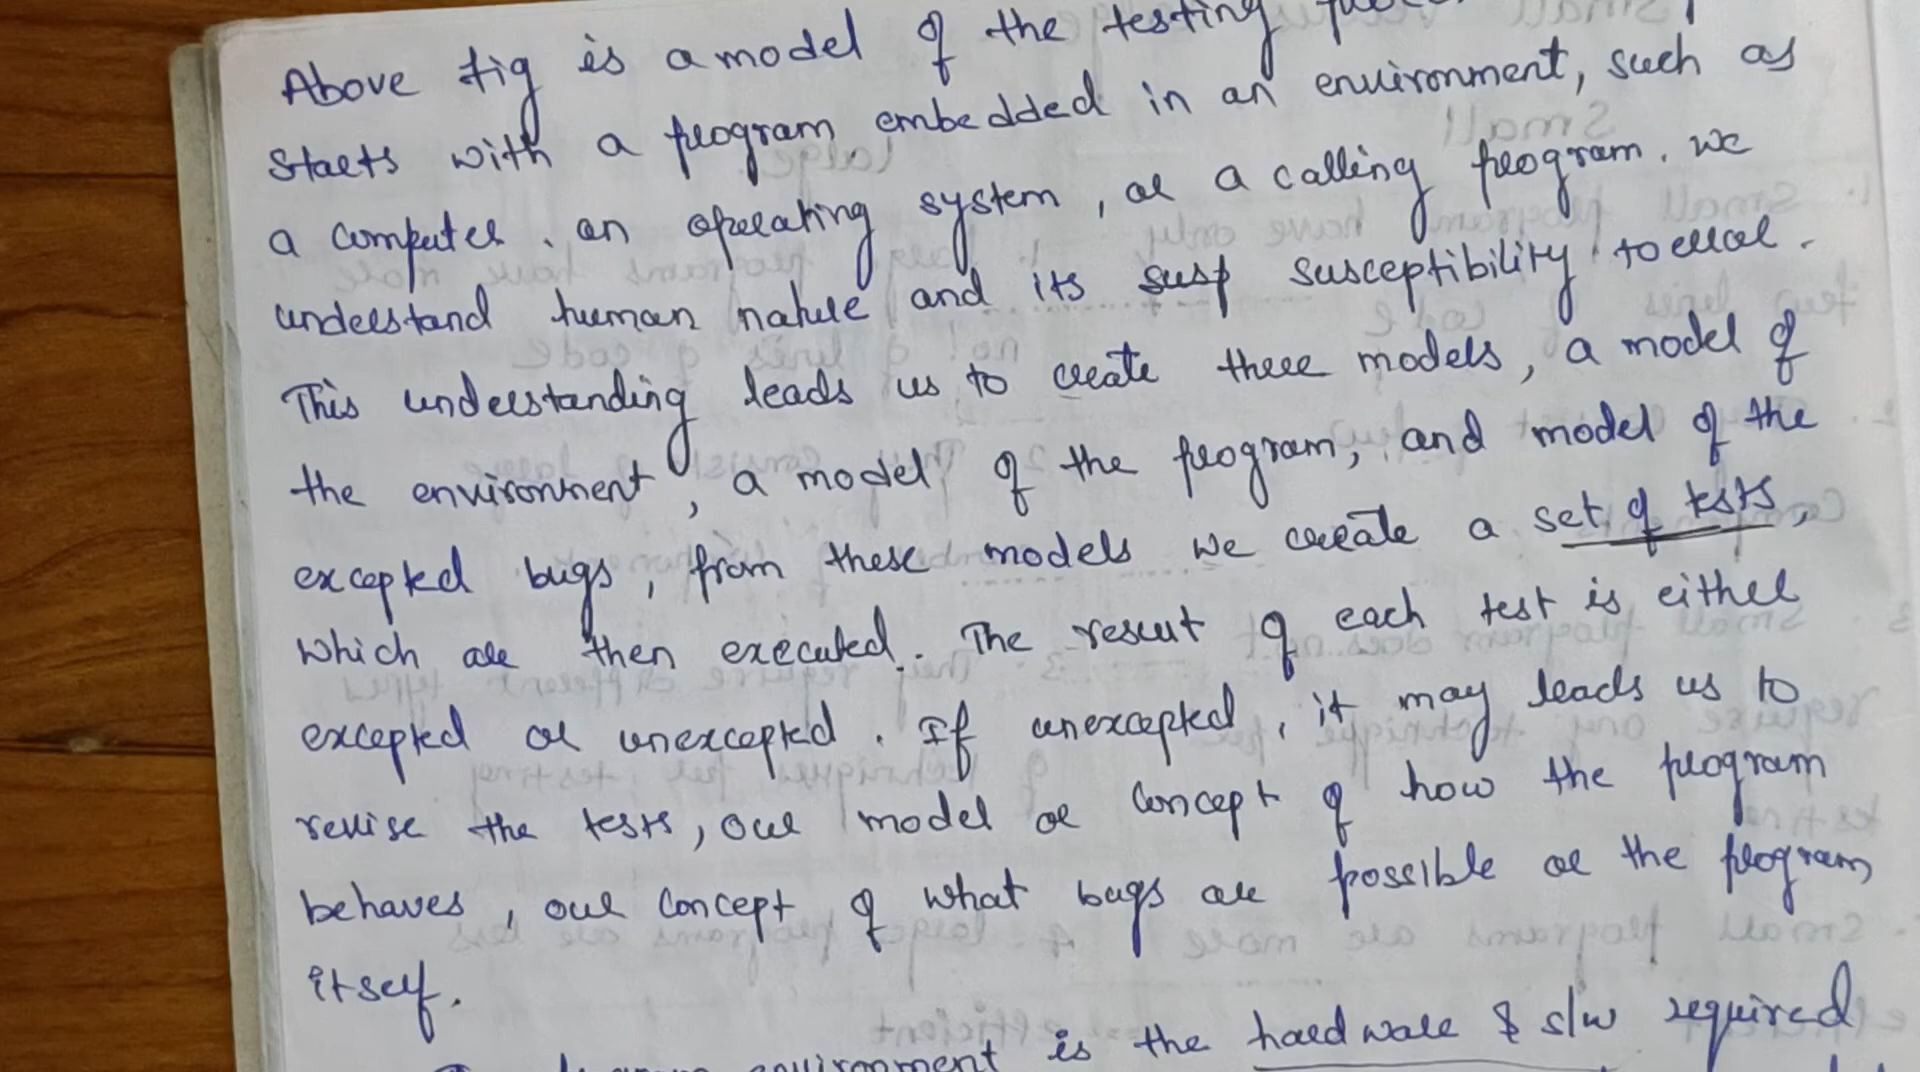 Above fig is a model of the testing
starts with a program embedded in an environment, such as
a computer, an operating system, or a calling program. we
understand human nature and its susp susceptibility to error.
This understanding leads us to create three models, a model of
the environment, a model of the program, and model of the
excepted bugs, from these models we create a set of tests,
which are then executed. The result of each test is either
excepted or unexcepted. If unexcepted, it may leads us to
revise the tests, our model or concept of how the program
behaves, our concept of what bugs are possible or the program
itself.
environment is the hardware & s/w required